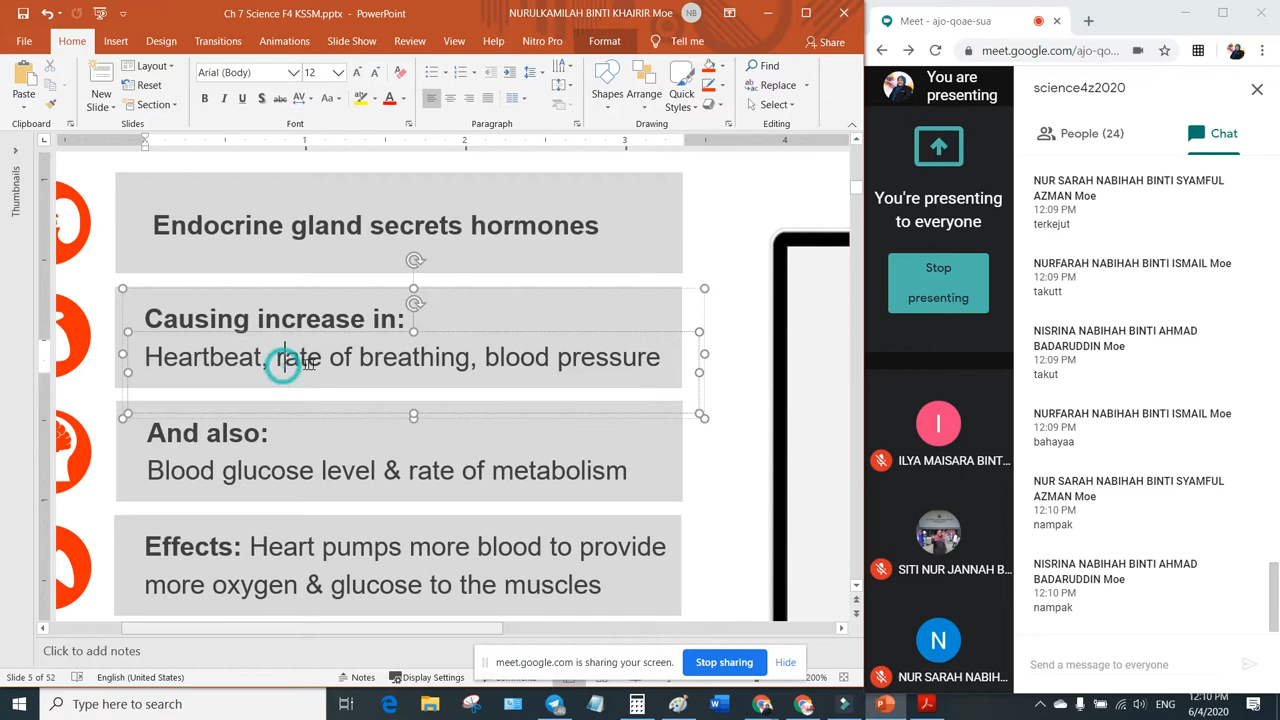 Ch 7 SCIENCE F4 KSSM RTS.pptx
NURULKAMILAH BINTI KHAIRIR Moe
NB
File
Home
Insert
Design
Transitions
Animations
Slide Show
Review
View
Help
Nitro Pro
Format
Tell me
Share
Paste
Clipboard
New
Slide
Layout
Reset
Section
Slides
Arial (Body)
Font
Paragraph
Shapes
Arrange
Quick
Styles
Drawing
Find
Replace
Select
Editing
Thumbnails
1
2
3
4
Endocrine gland secrets hormones
Causing increase in:
Heartbeat, rate of breathing, blood pressure
And also:
Blood glucose level & rate of metabolism
Effects: Heart pumps more blood to provide
more oxygen & glucose to the muscles
Click to add notes
Slide 5 of 52
English (United States)
Notes
Display Settings
200%
meet.google.com is sharing your screen.
Stop sharing
Hide
Type here to search
Meet - ajo-qoae-sua
meet.google.com/ajo-qo...
You are
presenting
You're presenting
to everyone
Stop
presenting
I
ILYA MAISARA BINT...
SITI NUR JANNAH B...
N
NUR SARAH NABIH...
science4z2020
People (24)
Chat
NUR SARAH NABIHAH BINTI SYAMFUL
AZMAN Moe
12:09 PM
terkejut
NURFARAH NABIHAH BINTI ISMAIL Moe
12:09 PM
takutt
NISRINA NABIHAH BINTI AHMAD
BADARUDDIN Moe
12:09 PM
takut
NURFARAH NABIHAH BINTI ISMAIL Moe
12:09 PM
bahayaa
NUR SARAH NABIHAH BINTI SYAMFUL
AZMAN Moe
12:10 PM
nampak
NISRINA NABIHAH BINTI AHMAD
BADARUDDIN Moe
12:10 PM
nampak
Send a message to everyone
ENG
12:10 PM
6/4/2020